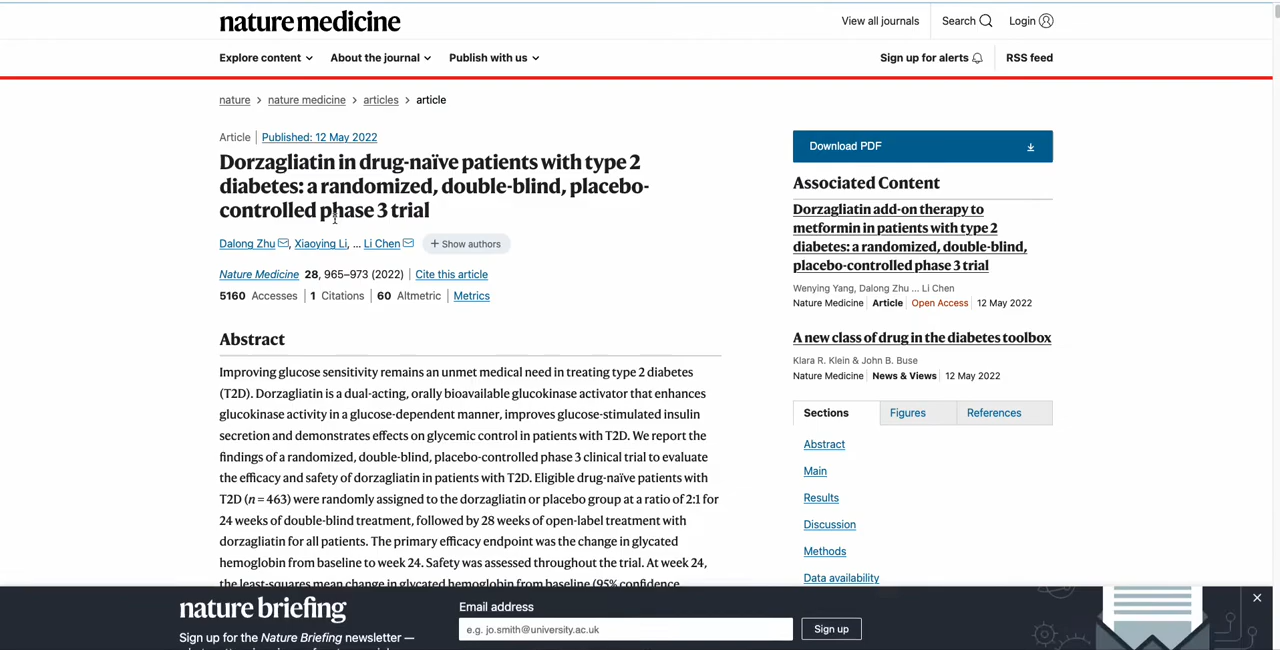 nature medicine
View all journals
Search
Login
Explore content
About the journal
Publish with us
Sign up for alerts
RSS feed
nature > nature medicine > articles > article
Article | Published: 12 May 2022
Dorzagliatin in drug-naïve patients with type 2
diabetes: a randomized, double-blind, placebo-
controlled phase 3 trial
Dalong Zhu, Xiaoying Li, ... Li Chen + Show authors
Nature Medicine 28, 965–973 (2022) | Cite this article
5160 Accesses | 1 Citations | 60 Altmetric | Metrics
Abstract
Improving glucose sensitivity remains an unmet medical need in treating type 2 diabetes
(T2D). Dorzagliatin is a dual-acting, orally bioavailable glucokinase activator that enhances
glucokinase activity in a glucose-dependent manner, improves glucose-stimulated insulin
secretion and demonstrates effects on glycemic control in patients with T2D. We report the
findings of a randomized, double-blind, placebo-controlled phase 3 clinical trial to evaluate
the efficacy and safety of dorzagliatin in patients with T2D. Eligible drug-naïve patients with
T2D (n = 463) were randomly assigned to the dorzagliatin or placebo group at a ratio of 2:1 for
24 weeks of double-blind treatment, followed by 28 weeks of open-label treatment with
dorzagliatin for all patients. The primary efficacy endpoint was the change in glycated
hemoglobin from baseline to week 24. Safety was assessed throughout the trial. At week 24,
the least-squares mean change in glycated hemoglobin from baseline (95% confidence
Download PDF
Associated Content
Dorzagliatin add-on therapy to
metformin in patients with type 2
diabetes: a randomized, double-blind,
placebo-controlled phase 3 trial
Wenying Yang, Dalong Zhu ... Li Chen
Nature Medicine | Article | Open Access | 12 May 2022
A new class of drug in the diabetes toolbox
Klara R. Klein & John B. Buse
Nature Medicine | News & Views | 12 May 2022
Sections
Figures
References
Abstract
Main
Results
Discussion
Methods
Data availability
nature briefing
Sign up for the Nature Briefing newsletter —
Email address
e.g. jo.smith@university.ac.uk
Sign up